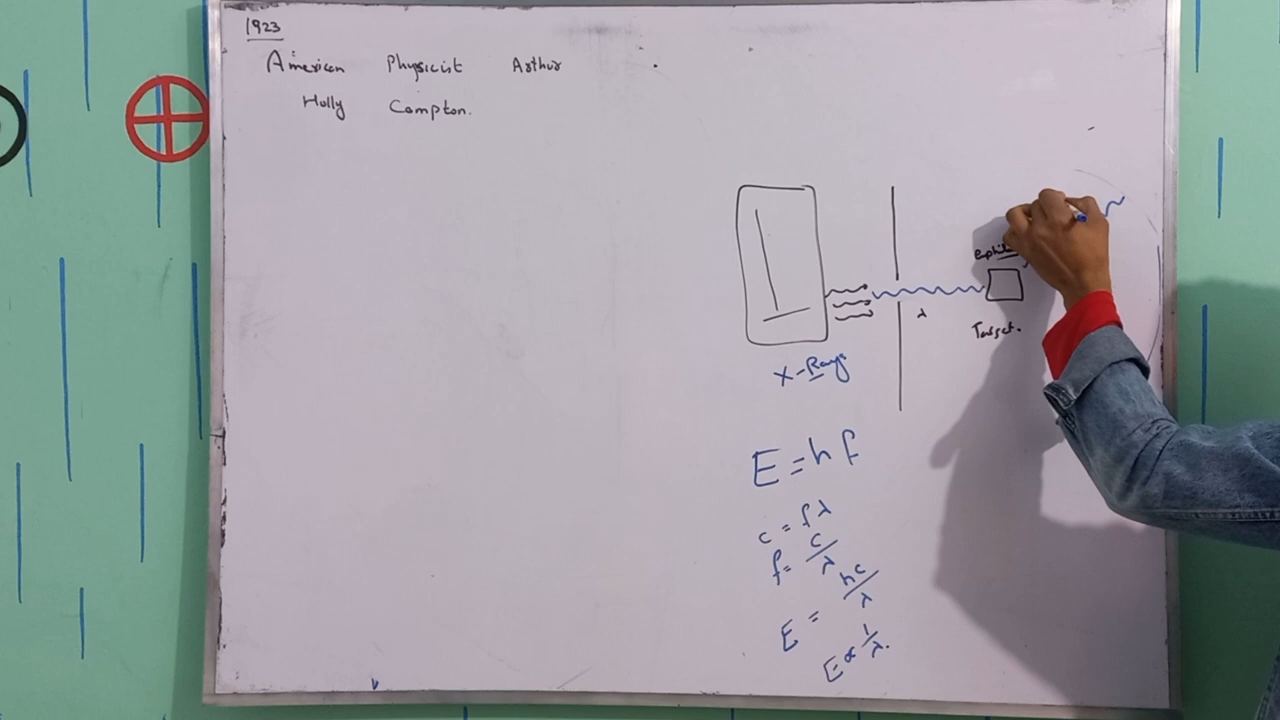 1923
American Physicist Arthur
Holly Compton.
λ
Target.
X-Rays
E = hf
c = fλ
f = c/λ
E = hc/λ
E ∝ 1/λ.